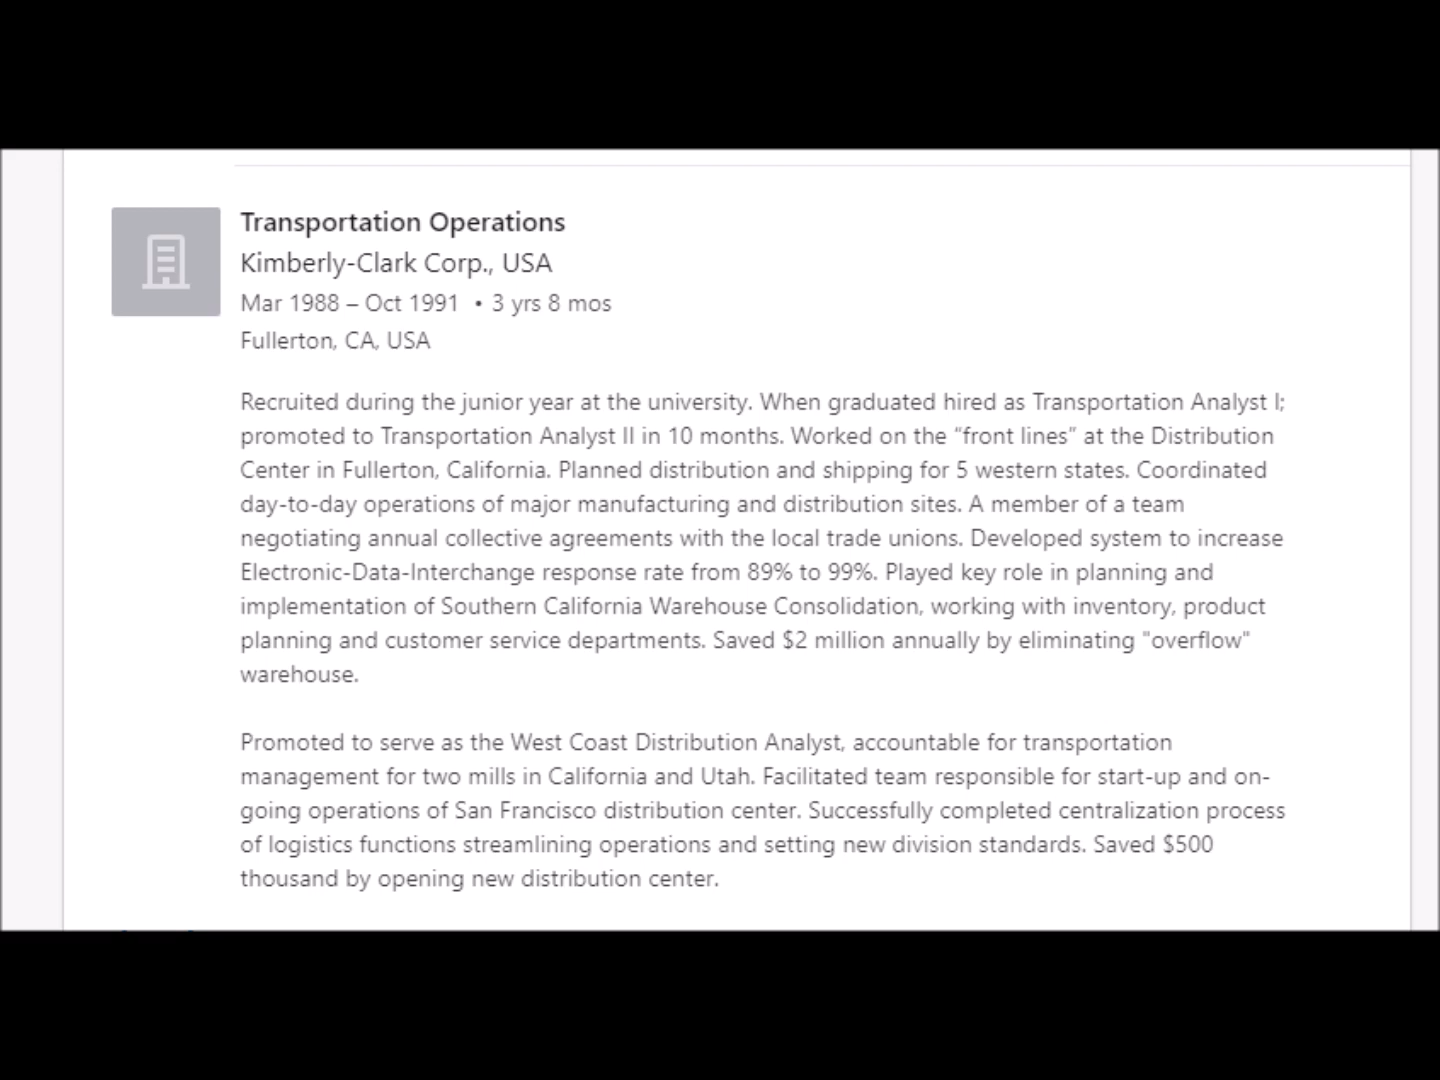 Transportation Operations
Kimberly-Clark Corp., USA
Mar 1988 – Oct 1991 • 3 yrs 8 mos
Fullerton, CA, USA
Recruited during the junior year at the university. When graduated hired as Transportation Analyst I;
promoted to Transportation Analyst II in 10 months. Worked on the “front lines” at the Distribution
Center in Fullerton, California. Planned distribution and shipping for 5 western states. Coordinated
day-to-day operations of major manufacturing and distribution sites. A member of a team
negotiating annual collective agreements with the local trade unions. Developed system to increase
Electronic-Data-Interchange response rate from 89% to 99%. Played key role in planning and
implementation of Southern California Warehouse Consolidation, working with inventory, product
planning and customer service departments. Saved $2 million annually by eliminating "overflow"
warehouse.
Promoted to serve as the West Coast Distribution Analyst, accountable for transportation
management for two mills in California and Utah. Facilitated team responsible for start-up and on-
going operations of San Francisco distribution center. Successfully completed centralization process
of logistics functions streamlining operations and setting new division standards. Saved $500
thousand by opening new distribution center.